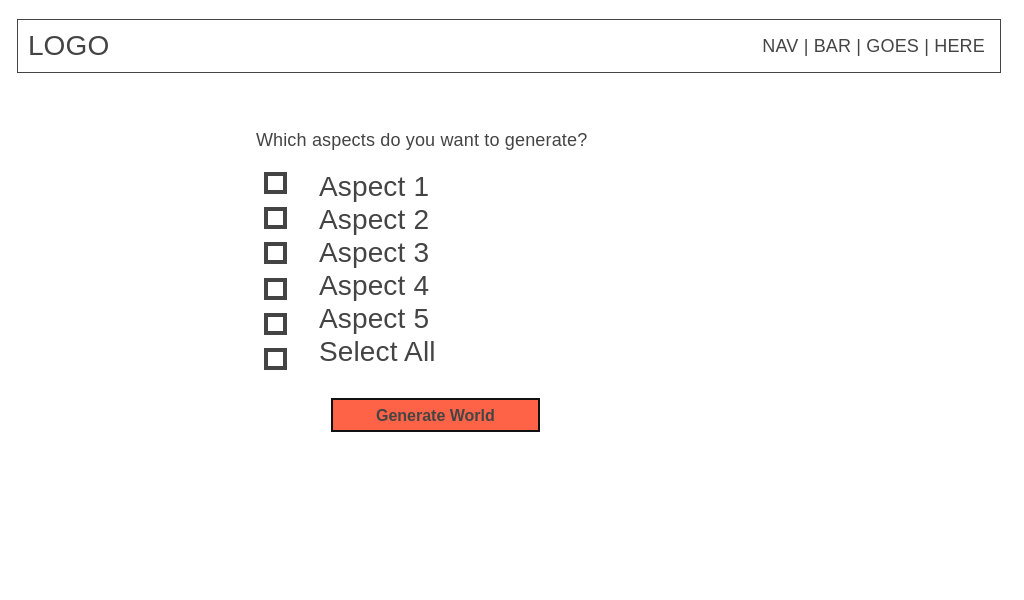 LOGO
NAV | BAR | GOES | HERE
Which aspects do you want to generate?
Aspect 1
Aspect 2
Aspect 3
Aspect 4
Aspect 5
Select All
Generate World